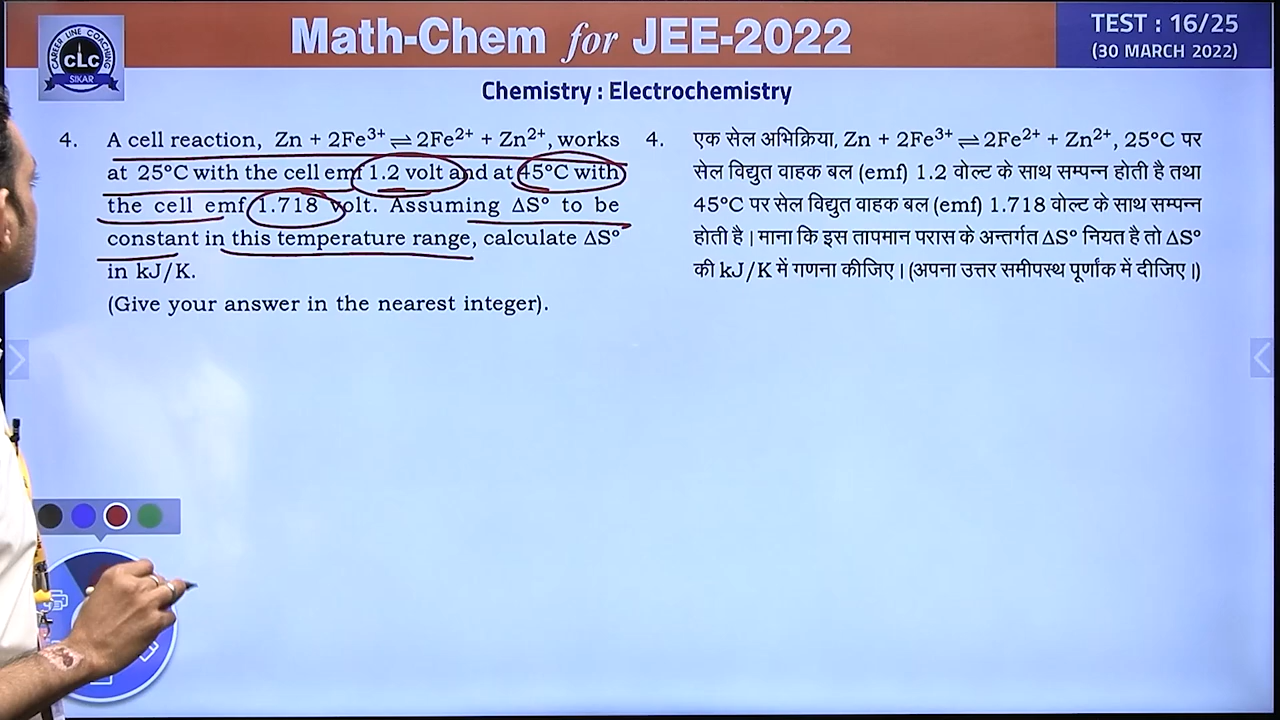 Math-Chem for JEE-2022
TEST : 16/25
(30 MARCH 2022)
CAREER LINE COACHING
CLC
SIKAR
Chemistry : Electrochemistry
4. A cell reaction, Zn + 2Fe³⁺ ⇌ 2Fe²⁺ + Zn²⁺, works
at 25°C with the cell emf 1.2 volt and at 45°C with
the cell emf 1.718 volt. Assuming ΔS° to be
constant in this temperature range, calculate ΔS°
in kJ/K.
(Give your answer in the nearest integer).
4. एक सेल अभिक्रिया, Zn + 2Fe³⁺ ⇌ 2Fe²⁺ + Zn²⁺, 25°C पर
सेल विद्युत वाहक बल (emf) 1.2 वोल्ट के साथ सम्पन्न होती है तथा
45°C पर सेल विद्युत वाहक बल (emf) 1.718 वोल्ट के साथ सम्पन्न
होती है। माना कि इस तापमान परास के अन्तर्गत ΔS° नियत है तो ΔS°
की kJ/K में गणना कीजिए। (अपना उत्तर समीपस्थ पूर्णांक में दीजिए।)